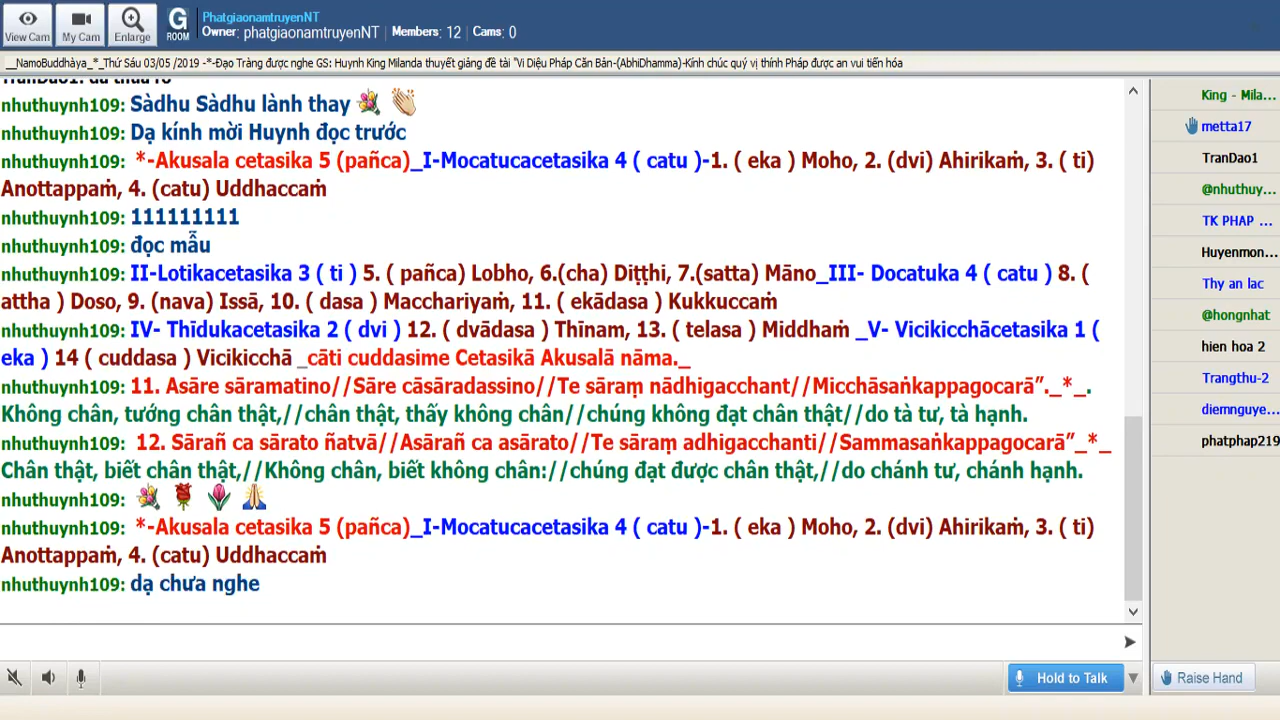 View Cam
My Cam
Enlarge
G
ROOM
PhatgiaonamtruyenNT
Owner: phatgiaonamtruyenNT | Members: 12 | Cams: 0
__NamoBuddhàya_*_Thứ Sáu 03/05 /2019 -*-Đạo Tràng được nghe GS: Huynh King Milanda thuyết giảng đề tài "Vi Diệu Pháp Căn Bản-(AbhiDhamma)-Kính chúc quý vị thính Pháp được an vui tiến hóa
nhuthuynh109: Sàdhu Sàdhu lành thay
nhuthuynh109: Dạ kính mời Huynh đọc trước
nhuthuynh109: *-Akusala cetasika 5 (pañca)_I-Mocatucacetasika 4 ( catu )-1. ( eka ) Moho, 2. (dvi) Ahirikaṁ, 3. ( ti)
Anottappaṁ, 4. (catu) Uddhaccaṁ
nhuthuynh109: 111111111
nhuthuynh109: đọc mẫu
nhuthuynh109: II-Lotikacetasika 3 ( ti ) 5. ( pañca) Lobho, 6.(cha) Diṭṭhi, 7.(satta) Māno_III- Docatuka 4 ( catu ) 8. (
attha ) Doso, 9. (nava) Issā, 10. ( dasa ) Macchariyaṁ, 11. ( ekādasa ) Kukkuccaṁ
nhuthuynh109: IV- Thīdukacetasika 2 ( dvi ) 12. ( dvādasa ) Thīnam, 13. ( telasa ) Middhaṁ _V- Vicikicchācetasika 1 (
eka ) 14 ( cuddasa ) Vicikicchā _cāti cuddasime Cetasikā Akusalā nāma._
nhuthuynh109: 11. Asāre sāramatino//Sāre cāsāradassino//Te sāraṃ nādhigacchant//Micchāsaṅkappagocarā”._*_.
Không chân, tướng chân thật,//chân thật, thấy không chân//chúng không đạt chân thật//do tà tư, tà hạnh.
nhuthuynh109: 12. Sārañ ca sārato ñatvā//Asārañ ca asārato//Te sāraṃ adhigacchanti//Sammasaṅkappagocarā”_*_
Chân thật, biết chân thật,//Không chân, biết không chân://chúng đạt được chân thật,//do chánh tư, chánh hạnh.
nhuthuynh109:
nhuthuynh109: *-Akusala cetasika 5 (pañca)_I-Mocatucacetasika 4 ( catu )-1. ( eka ) Moho, 2. (dvi) Ahirikaṁ, 3. ( ti)
Anottappaṁ, 4. (catu) Uddhaccaṁ
nhuthuynh109: dạ chưa nghe
Hold to Talk
King - Mila...
metta17
TranDao1
@nhuthuy...
TK PHAP ...
Huyenmon...
Thy an lac
@hongnhat
hien hoa 2
Trangthu-2
diemnguye...
phatphap219
Raise Hand